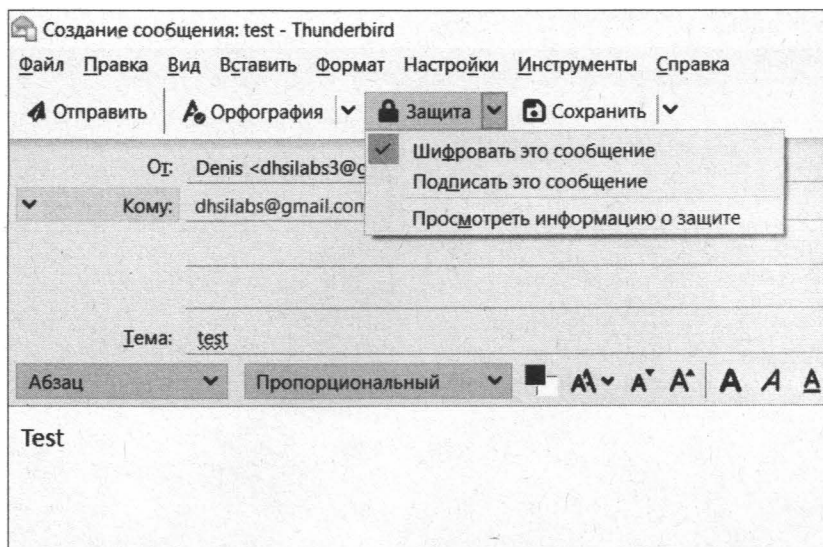 Создание сообщения: test - Thunderbird
Файл Правка Вид Вставить Формат Настройки Инструменты Справка
Отправить Орфография Защита Сохранить
Шифровать это сообщение
От: Denis <dhsilabs3@g
Подписать это сообщение
Кому: dhsilabs@gmail.com
Просмотреть информацию о защите
Тема: test
Абзац Пропорциональный
Test